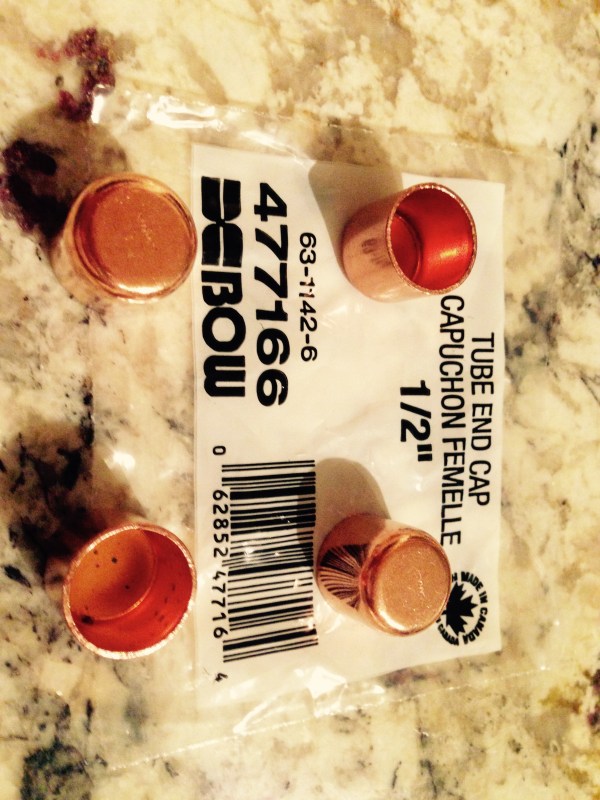 TUBE END CAP
CAPUCHON FEMELLE
1/2"
63-1142-6
477166
BOW
0 62852 47716 4
MADE IN CANADA